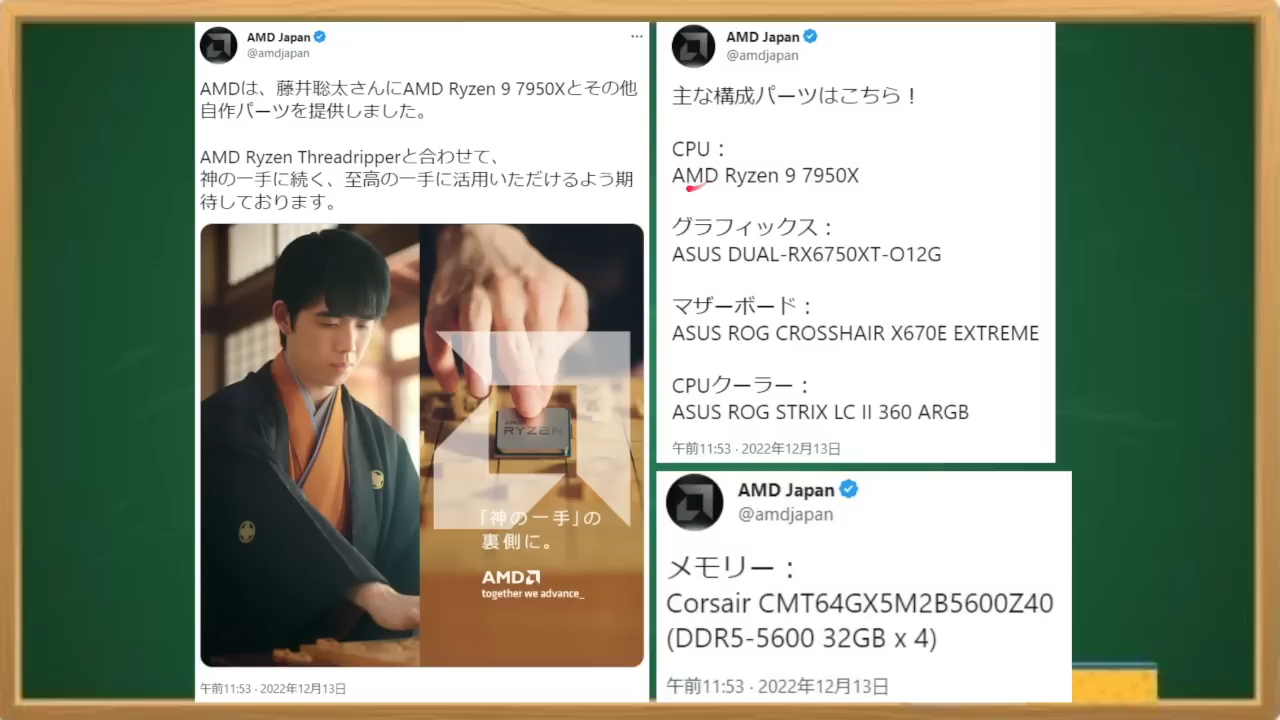 AMD Japan
@amdjapan
AMDは、藤井聡太さんにAMD Ryzen 9 7950Xとその他
自作パーツを提供しました。
AMD Ryzen Threadripperと合わせて、
神の一手に続く、至高の一手に活用いただけるよう期
待しております。
AMD
RYZEN
「神の一手」の
裏側に。
AMD
together we advance_
午前11:53 · 2022年12月13日
AMD Japan
@amdjapan
主な構成パーツはこちら！
CPU：
AMD Ryzen 9 7950X
グラフィックス：
ASUS DUAL-RX6750XT-O12G
マザーボード：
ASUS ROG CROSSHAIR X670E EXTREME
CPUクーラー：
ASUS ROG STRIX LC II 360 ARGB
午前11:53 · 2022年12月13日
AMD Japan
@amdjapan
メモリー：
Corsair CMT64GX5M2B5600Z40
(DDR5-5600 32GB x 4)
午前11:53 · 2022年12月13日